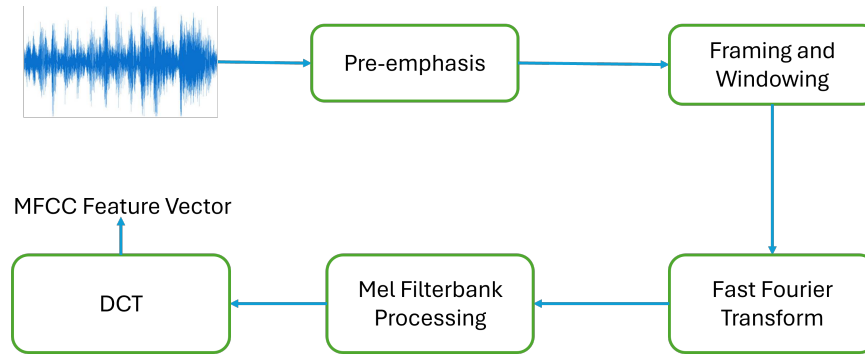 Pre-emphasis
Framing and
Windowing
MFCC Feature Vector
DCT
Mel Filterbank
Processing
Fast Fourier
Transform